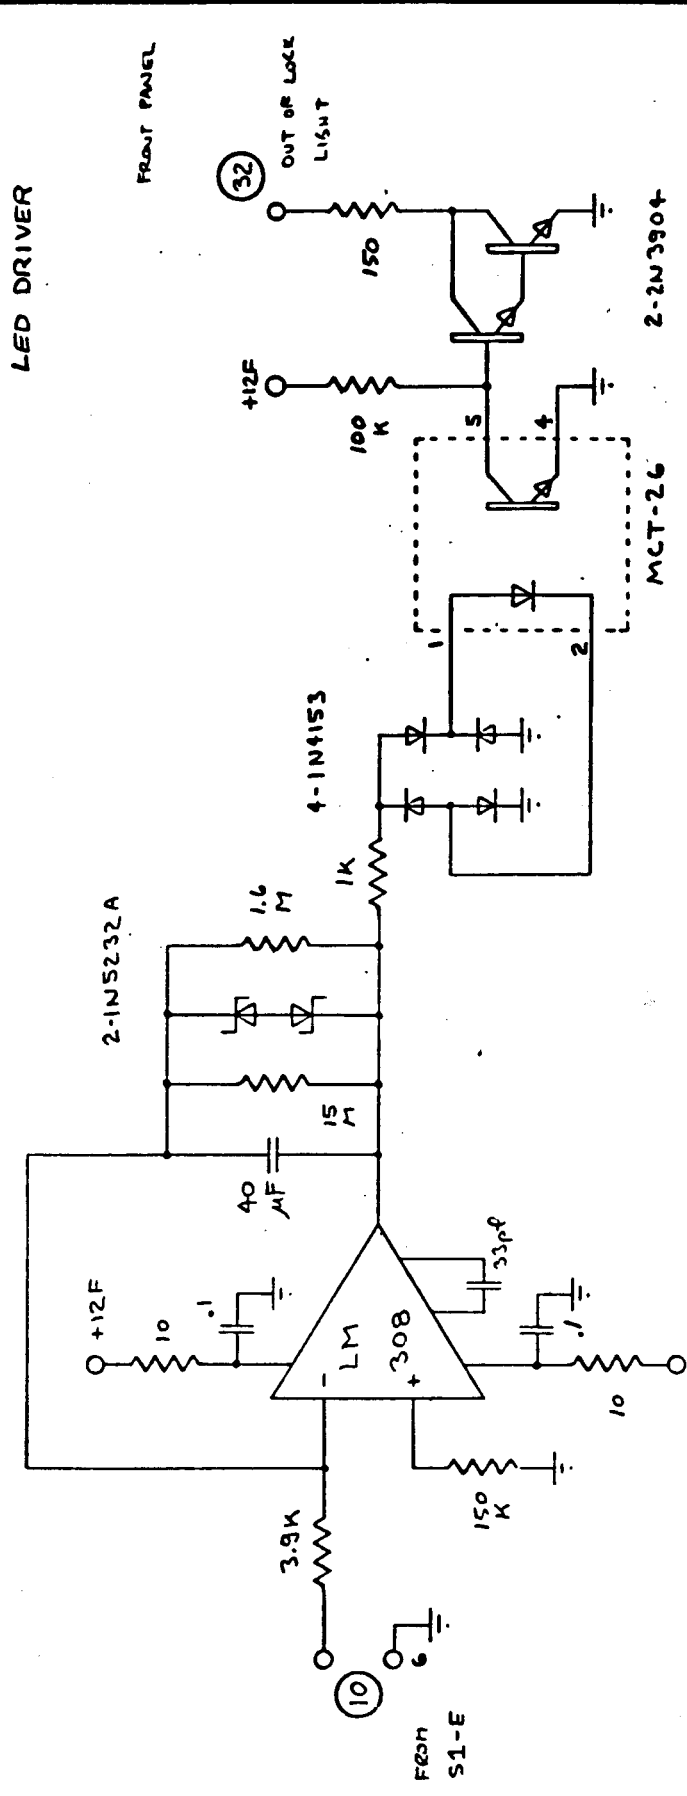 LED DRIVER
FRONT PANEL
32
OUT OF LOCK
LIGHT
150
+12F
100
K
5
4
2-2N3904
MCT-26
1
2
4-1N4153
1K
2-1N5232A
1.6
M
15
M
40
µF
+12F
10
.1
LM
308
-
+
33pf
.1
10
150
K
3.9K
10
6
FROM
S1-E